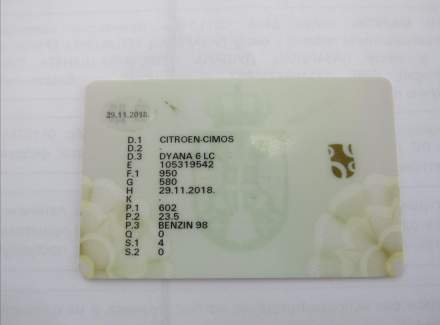 29.11.2018.
D.1 CITROEN-CIMOS
D.2 -
D.3 DYANA 6 LC
E 105319542
F.1 950
G 580
H 29.11.2018.
K -
P.1 602
P.2 23.5
P.3 BENZIN 98
Q 0
S.1 4
S.2 0